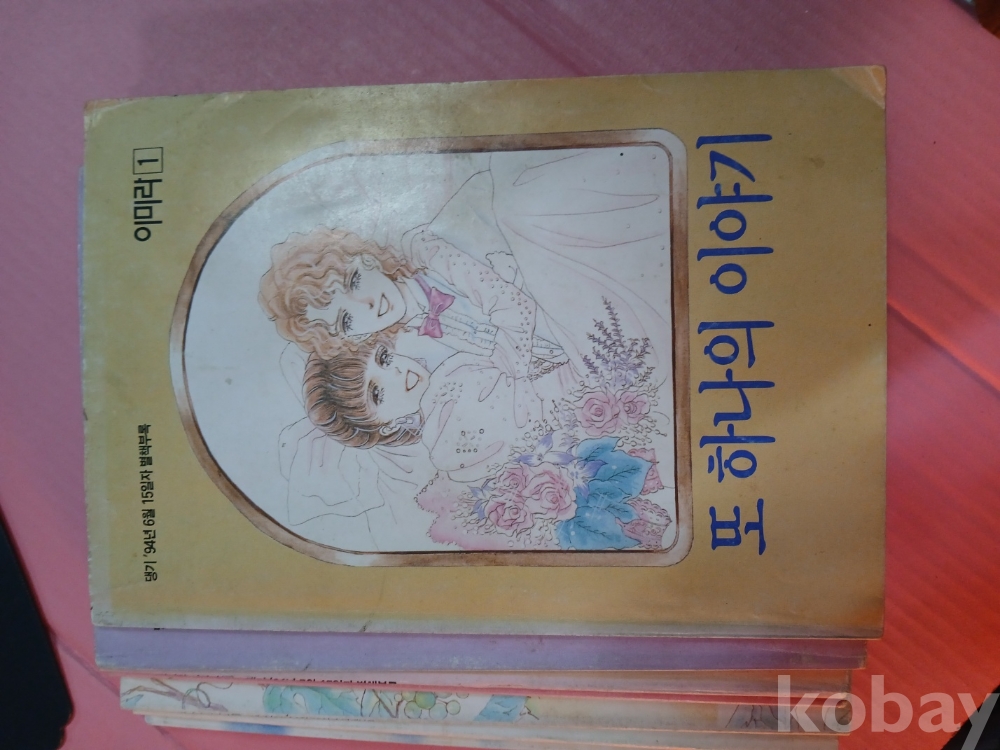 댕기 '94년 6월 15일자 별책부록
이미라 1
또 하나의 이야기
kobay